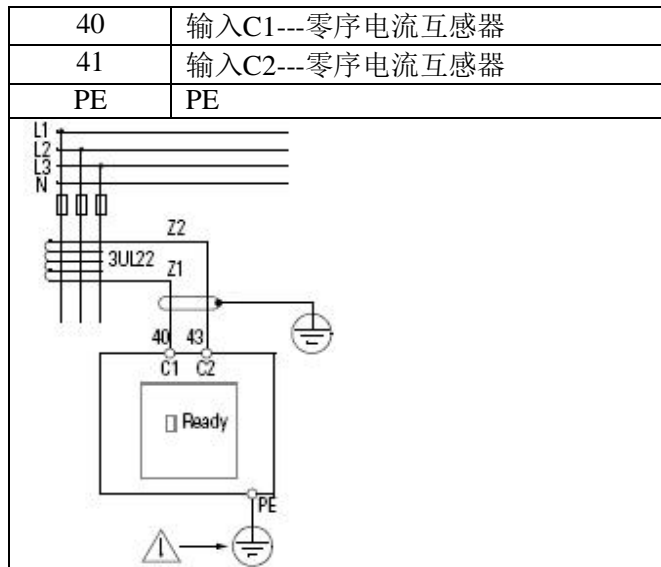 40 输入C1---零序电流互感器
41 输入C2---零序电流互感器
PE PE
L1
L2
L3
N
Z2
3UL22 Z1
40 43
C1 C2
Ready
PE